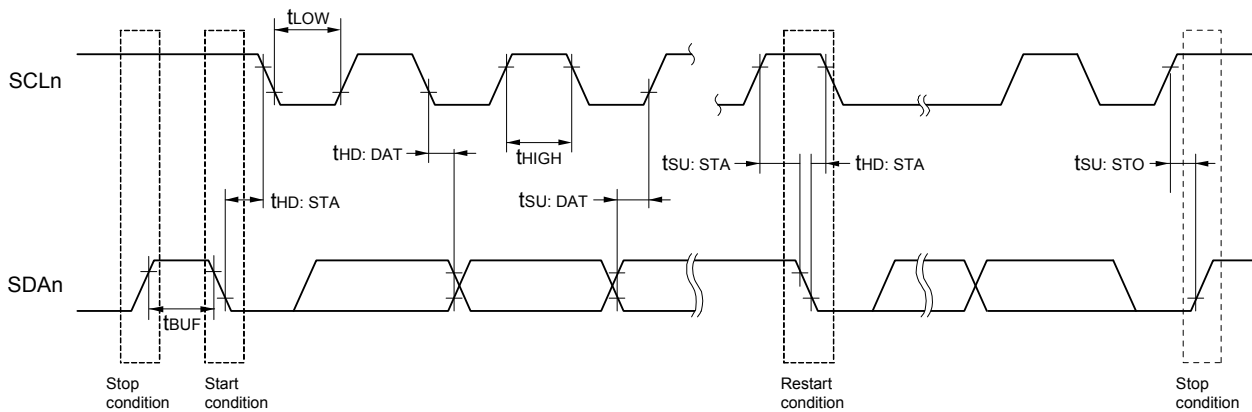 tLOW
SCLn
tHD: DAT
tHIGH
tSU: STA
tHD: STA
tSU: STO
tHD: STA
tSU: DAT
SDAn
tBUF
Stop
condition
Start
condition
Restart
condition
Stop
condition